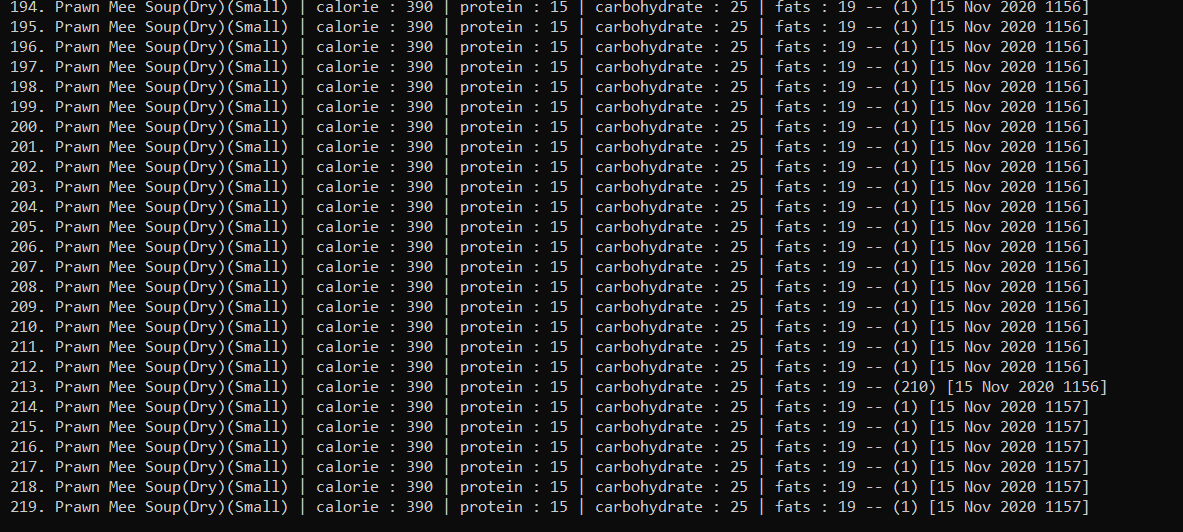 194. Prawn Mee Soup(Dry)(Small) | calorie : 390 | protein : 15 | carbohydrate : 25 | fats : 19 -- (1) [15 Nov 2020 1156]
195. Prawn Mee Soup(Dry)(Small) | calorie : 390 | protein : 15 | carbohydrate : 25 | fats : 19 -- (1) [15 Nov 2020 1156]
196. Prawn Mee Soup(Dry)(Small) | calorie : 390 | protein : 15 | carbohydrate : 25 | fats : 19 -- (1) [15 Nov 2020 1156]
197. Prawn Mee Soup(Dry)(Small) | calorie : 390 | protein : 15 | carbohydrate : 25 | fats : 19 -- (1) [15 Nov 2020 1156]
198. Prawn Mee Soup(Dry)(Small) | calorie : 390 | protein : 15 | carbohydrate : 25 | fats : 19 -- (1) [15 Nov 2020 1156]
199. Prawn Mee Soup(Dry)(Small) | calorie : 390 | protein : 15 | carbohydrate : 25 | fats : 19 -- (1) [15 Nov 2020 1156]
200. Prawn Mee Soup(Dry)(Small) | calorie : 390 | protein : 15 | carbohydrate : 25 | fats : 19 -- (1) [15 Nov 2020 1156]
201. Prawn Mee Soup(Dry)(Small) | calorie : 390 | protein : 15 | carbohydrate : 25 | fats : 19 -- (1) [15 Nov 2020 1156]
202. Prawn Mee Soup(Dry)(Small) | calorie : 390 | protein : 15 | carbohydrate : 25 | fats : 19 -- (1) [15 Nov 2020 1156]
203. Prawn Mee Soup(Dry)(Small) | calorie : 390 | protein : 15 | carbohydrate : 25 | fats : 19 -- (1) [15 Nov 2020 1156]
204. Prawn Mee Soup(Dry)(Small) | calorie : 390 | protein : 15 | carbohydrate : 25 | fats : 19 -- (1) [15 Nov 2020 1156]
205. Prawn Mee Soup(Dry)(Small) | calorie : 390 | protein : 15 | carbohydrate : 25 | fats : 19 -- (1) [15 Nov 2020 1156]
206. Prawn Mee Soup(Dry)(Small) | calorie : 390 | protein : 15 | carbohydrate : 25 | fats : 19 -- (1) [15 Nov 2020 1156]
207. Prawn Mee Soup(Dry)(Small) | calorie : 390 | protein : 15 | carbohydrate : 25 | fats : 19 -- (1) [15 Nov 2020 1156]
208. Prawn Mee Soup(Dry)(Small) | calorie : 390 | protein : 15 | carbohydrate : 25 | fats : 19 -- (1) [15 Nov 2020 1156]
209. Prawn Mee Soup(Dry)(Small) | calorie : 390 | protein : 15 | carbohydrate : 25 | fats : 19 -- (1) [15 Nov 2020 1156]
210. Prawn Mee Soup(Dry)(Small) | calorie : 390 | protein : 15 | carbohydrate : 25 | fats : 19 -- (1) [15 Nov 2020 1156]
211. Prawn Mee Soup(Dry)(Small) | calorie : 390 | protein : 15 | carbohydrate : 25 | fats : 19 -- (1) [15 Nov 2020 1156]
212. Prawn Mee Soup(Dry)(Small) | calorie : 390 | protein : 15 | carbohydrate : 25 | fats : 19 -- (1) [15 Nov 2020 1156]
213. Prawn Mee Soup(Dry)(Small) | calorie : 390 | protein : 15 | carbohydrate : 25 | fats : 19 -- (210) [15 Nov 2020 1156]
214. Prawn Mee Soup(Dry)(Small) | calorie : 390 | protein : 15 | carbohydrate : 25 | fats : 19 -- (1) [15 Nov 2020 1157]
215. Prawn Mee Soup(Dry)(Small) | calorie : 390 | protein : 15 | carbohydrate : 25 | fats : 19 -- (1) [15 Nov 2020 1157]
216. Prawn Mee Soup(Dry)(Small) | calorie : 390 | protein : 15 | carbohydrate : 25 | fats : 19 -- (1) [15 Nov 2020 1157]
217. Prawn Mee Soup(Dry)(Small) | calorie : 390 | protein : 15 | carbohydrate : 25 | fats : 19 -- (1) [15 Nov 2020 1157]
218. Prawn Mee Soup(Dry)(Small) | calorie : 390 | protein : 15 | carbohydrate : 25 | fats : 19 -- (1) [15 Nov 2020 1157]
219. Prawn Mee Soup(Dry)(Small) | calorie : 390 | protein : 15 | carbohydrate : 25 | fats : 19 -- (1) [15 Nov 2020 1157]